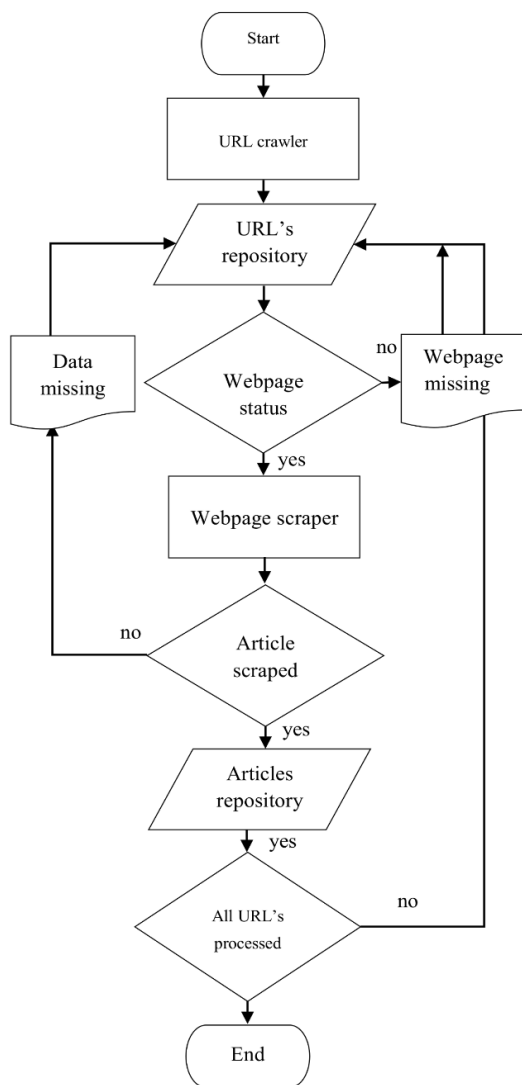 Start
URL crawler
URL's
repository
Data
missing
Webpage
status
no
Webpage
missing
yes
Webpage scraper
no
Article
scraped
yes
Articles
repository
yes
All URL's
processed
no
End